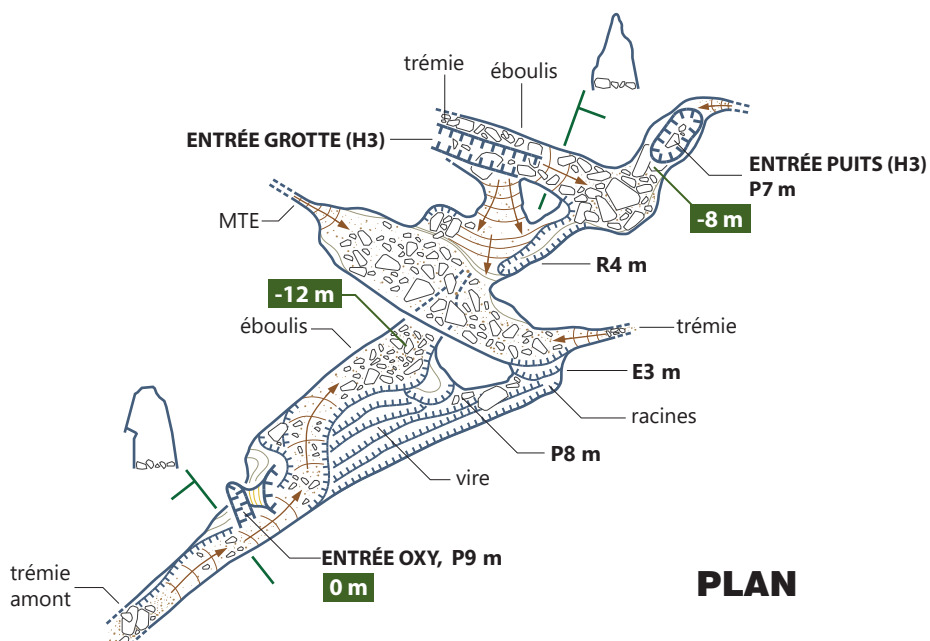 trémie
éboulis
ENTRÉE GROTTE (H3)
ENTRÉE PUITS (H3)
P7 m
-8 m
MTE
R4 m
-12 m
éboulis
trémie
E3 m
racines
P8 m
vire
ENTRÉE OXY, P9 m
0 m
trémie
amont
PLAN